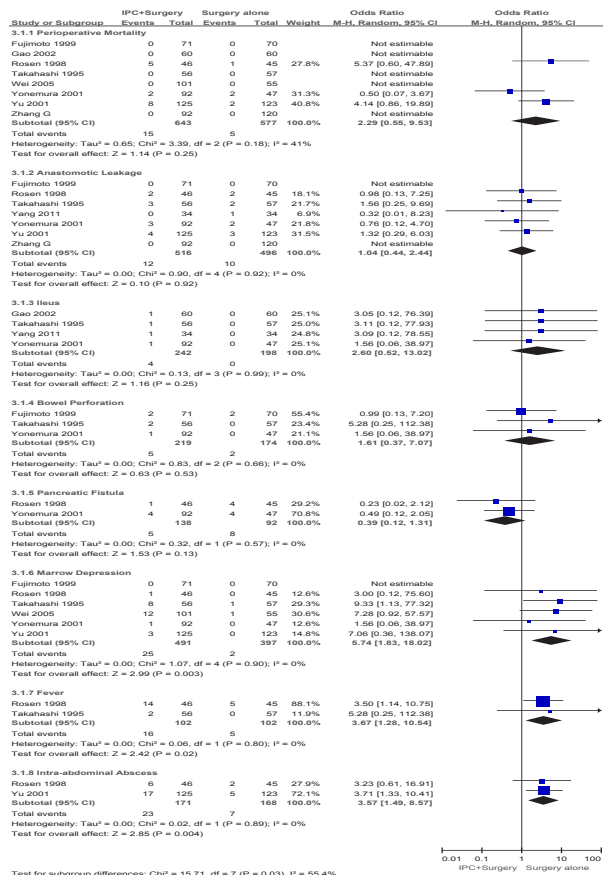 IPC+Surgery Surgery alone Odds Ratio Odds Ratio
Study or Subgroup Events Total Events Total Weight M-H, Random, 95% CI M-H, Random, 95% CI
3.1.1 Perioperative Mortality
Fujimoto 1999 0 71 0 70 Not estimable
Gao 2002 0 60 0 60 Not estimable
Rosen 1998 5 46 1 45 27.8% 5.37 [0.60, 47.89]
Takahashi 1995 0 56 0 57 Not estimable
Wei 2005 0 101 0 55 Not estimable
Yonemura 2001 2 92 2 47 31.3% 0.50 [0.07, 3.67]
Yu 2001 8 125 2 123 40.8% 4.14 [0.86, 19.89]
Zhang G 0 92 0 120 Not estimable
Subtotal (95% CI) 643 577 100.0% 2.29 [0.55, 9.53]
Total events 15 5
Heterogeneity: Tau² = 0.65; Chi² = 3.39, df = 2 (P = 0.18); I² = 41%
Test for overall effect: Z = 1.14 (P = 0.25)
3.1.2 Anastomotic Leakage
Fujimoto 1999 0 71 0 70 Not estimable
Rosen 1998 2 46 2 45 18.1% 0.98 [0.13, 7.25]
Takahashi 1995 3 56 2 57 21.7% 1.56 [0.25, 9.69]
Yang 2011 0 34 1 34 6.9% 0.32 [0.01, 8.23]
Yonemura 2001 3 92 2 47 21.8% 0.76 [0.12, 4.70]
Yu 2001 4 125 3 123 31.5% 1.32 [0.29, 6.03]
Zhang G 0 92 0 120 Not estimable
Subtotal (95% CI) 516 496 100.0% 1.04 [0.44, 2.44]
Total events 12 10
Heterogeneity: Tau² = 0.00; Chi² = 0.90, df = 4 (P = 0.92); I² = 0%
Test for overall effect: Z = 0.10 (P = 0.92)
3.1.3 Ileus
Gao 2002 1 60 0 60 25.1% 3.05 [0.12, 76.39]
Takahashi 1995 1 56 0 57 25.0% 3.11 [0.12, 77.93]
Yang 2011 1 34 0 34 24.8% 3.09 [0.12, 78.55]
Yonemura 2001 1 92 0 47 25.1% 1.56 [0.06, 38.97]
Subtotal (95% CI) 242 198 100.0% 2.60 [0.52, 13.02]
Total events 4 0
Heterogeneity: Tau² = 0.00; Chi² = 0.13, df = 3 (P = 0.99); I² = 0%
Test for overall effect: Z = 1.16 (P = 0.25)
3.1.4 Bowel Perforation
Fujimoto 1999 2 71 2 70 55.4% 0.99 [0.13, 7.20]
Takahashi 1995 2 56 0 57 23.4% 5.28 [0.25, 112.38]
Yonemura 2001 1 92 0 47 21.1% 1.56 [0.06, 38.97]
Subtotal (95% CI) 219 174 100.0% 1.61 [0.37, 7.07]
Total events 5 2
Heterogeneity: Tau² = 0.00; Chi² = 0.83, df = 2 (P = 0.66); I² = 0%
Test for overall effect: Z = 0.63 (P = 0.53)
3.1.5 Pancreatic Fistula
Rosen 1998 1 46 4 45 29.2% 0.23 [0.02, 2.12]
Yonemura 2001 4 92 4 47 70.8% 0.49 [0.12, 2.05]
Subtotal (95% CI) 138 92 100.0% 0.39 [0.12, 1.31]
Total events 5 8
Heterogeneity: Tau² = 0.00; Chi² = 0.32, df = 1 (P = 0.57); I² = 0%
Test for overall effect: Z = 1.53 (P = 0.13)
3.1.6 Marrow Depression
Fujimoto 1999 0 71 0 70 Not estimable
Rosen 1998 1 46 0 45 12.6% 3.00 [0.12, 75.60]
Takahashi 1995 8 56 1 57 29.3% 9.33 [1.13, 77.32]
Wei 2005 12 101 1 55 30.6% 7.28 [0.92, 57.57]
Yonemura 2001 1 92 0 47 12.6% 1.56 [0.06, 38.97]
Yu 2001 3 125 0 123 14.8% 7.06 [0.36, 138.07]
Subtotal (95% CI) 491 397 100.0% 5.74 [1.83, 18.02]
Total events 25 2
Heterogeneity: Tau² = 0.00; Chi² = 1.07, df = 4 (P = 0.90); I² = 0%
Test for overall effect: Z = 2.99 (P = 0.003)
3.1.7 Fever
Rosen 1998 14 46 5 45 88.1% 3.50 [1.14, 10.75]
Takahashi 1995 2 56 0 57 11.9% 5.28 [0.25, 112.38]
Subtotal (95% CI) 102 102 100.0% 3.67 [1.28, 10.54]
Total events 16 5
Heterogeneity: Tau² = 0.00; Chi² = 0.06, df = 1 (P = 0.80); I² = 0%
Test for overall effect: Z = 2.42 (P = 0.02)
3.1.8 Intra-abdominal Abscess
Rosen 1998 6 46 2 45 27.9% 3.23 [0.61, 16.91]
Yu 2001 17 125 5 123 72.1% 3.71 [1.33, 10.41]
Subtotal (95% CI) 171 168 100.0% 3.57 [1.49, 8.57]
Total events 23 7
Heterogeneity: Tau² = 0.00; Chi² = 0.02, df = 1 (P = 0.89); I² = 0%
Test for overall effect: Z = 2.85 (P = 0.004)
0.01 0.1 1 10 100
IPC+Surgery Surgery alone
Test for subgroup differences: Chi² = 15.71, df = 7 (P = 0.03), I² = 55.4%